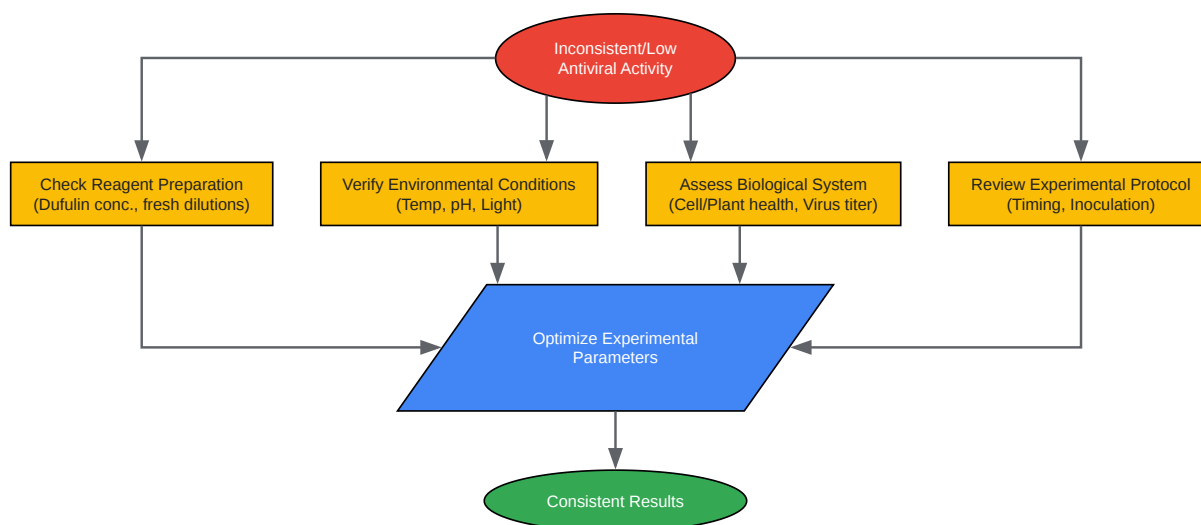 Inconsistent/Low
Antiviral Activity
Check Reagent Preparation
(Dufulin conc., fresh dilutions)
Verify Environmental Conditions
(Temp, pH, Light)
Assess Biological System
(Cell/Plant health, Virus titer)
Review Experimental Protocol
(Timing, Inoculation)
Optimize Experimental
Parameters
Consistent Results